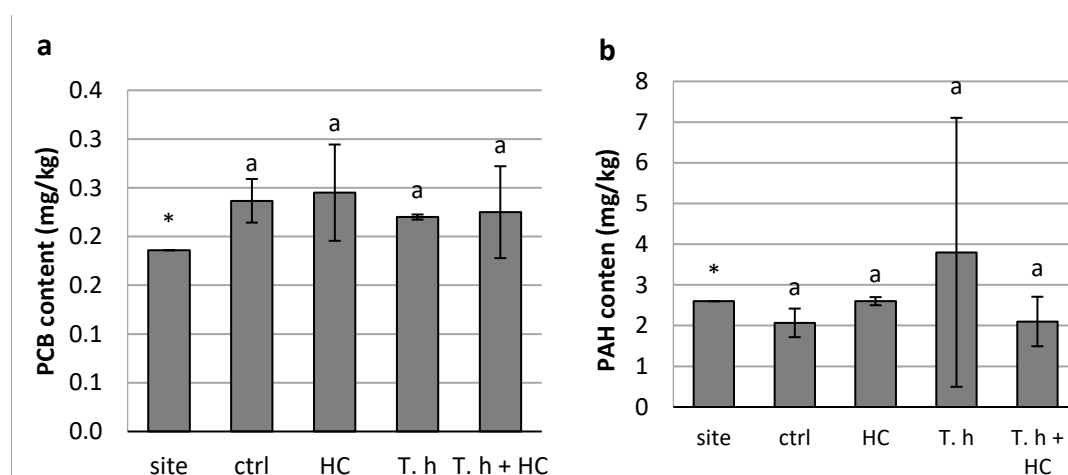 a
PCB content (mg/kg)
0.4
0.3
0.3
0.2
0.2
0.1
0.1
0.0
* a a a a
site ctrl HC T. h T. h + HC
b
PAH conten (mg/kg)
8
7
6
5
4
3
2
1
0
* a a a a
site ctrl HC T. h T. h +
HC